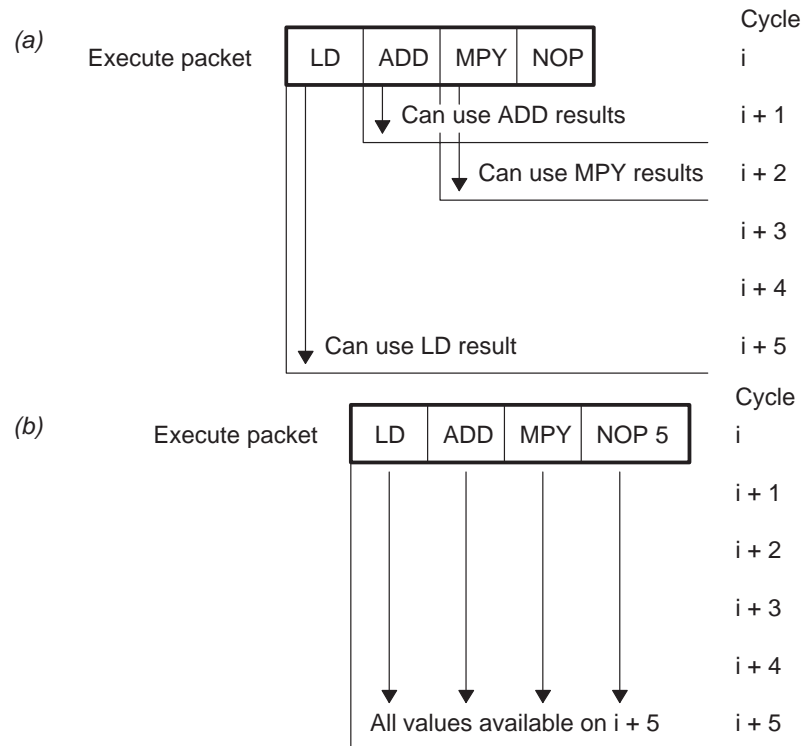 Cycle
(a) Execute packet LD ADD MPY NOP i
Can use ADD results i + 1
Can use MPY results i + 2
i + 3
i + 4
Can use LD result i + 5
Cycle
(b) Execute packet LD ADD MPY NOP 5 i
i + 1
i + 2
i + 3
i + 4
All values available on i + 5 i + 5